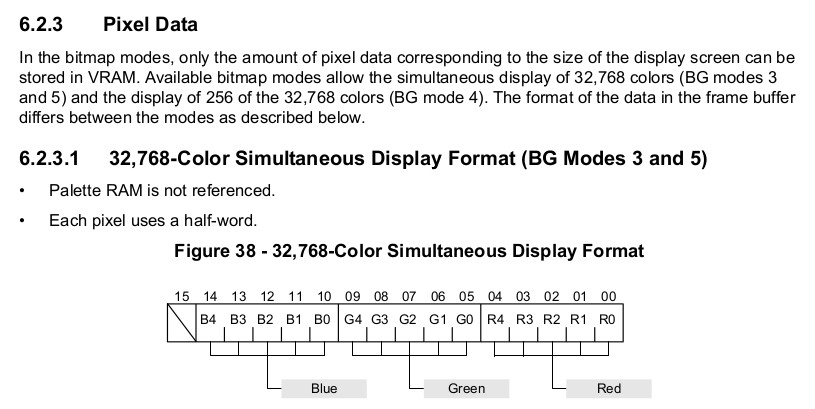 6.2.3 Pixel Data
In the bitmap modes, only the amount of pixel data corresponding to the size of the display screen can be
stored in VRAM. Available bitmap modes allow the simultaneous display of 32,768 colors (BG modes 3
and 5) and the display of 256 of the 32,768 colors (BG mode 4). The format of the data in the frame buffer
differs between the modes as described below.
6.2.3.1 32,768-Color Simultaneous Display Format (BG Modes 3 and 5)
• Palette RAM is not referenced.
• Each pixel uses a half-word.
Figure 38 - 32,768-Color Simultaneous Display Format
15 14 13 12 11 10 09 08 07 06 05 04 03 02 01 00
B4 B3 B2 B1 B0 G4 G3 G2 G1 G0 R4 R3 R2 R1 R0
Blue Green Red